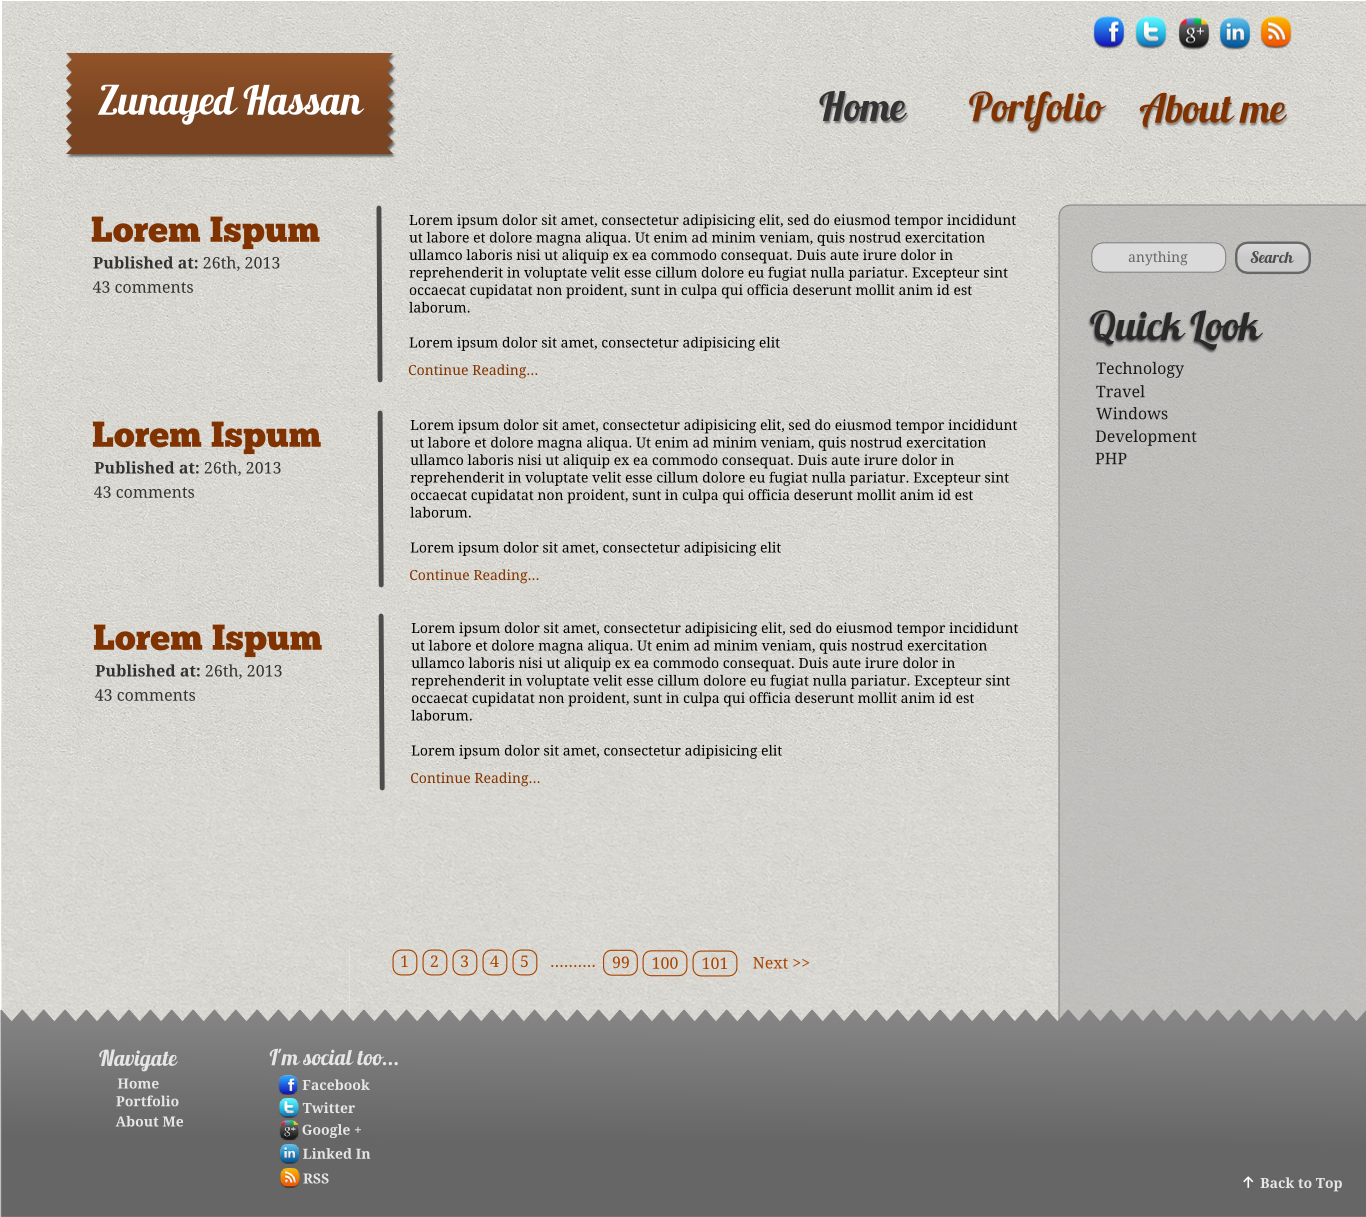 Zunayed Hassan
Home Portfolio About me
Lorem Ispum
Published at: 26th, 2013
43 comments
Lorem ipsum dolor sit amet, consectetur adipisicing elit, sed do eiusmod tempor incididunt
ut labore et dolore magna aliqua. Ut enim ad minim veniam, quis nostrud exercitation
ullamco laboris nisi ut aliquip ex ea commodo consequat. Duis aute irure dolor in
reprehenderit in voluptate velit esse cillum dolore eu fugiat nulla pariatur. Excepteur sint
occaecat cupidatat non proident, sunt in culpa qui officia deserunt mollit anim id est
laborum.
Lorem ipsum dolor sit amet, consectetur adipisicing elit
Continue Reading...
Lorem Ispum
Published at: 26th, 2013
43 comments
Lorem ipsum dolor sit amet, consectetur adipisicing elit, sed do eiusmod tempor incididunt
ut labore et dolore magna aliqua. Ut enim ad minim veniam, quis nostrud exercitation
ullamco laboris nisi ut aliquip ex ea commodo consequat. Duis aute irure dolor in
reprehenderit in voluptate velit esse cillum dolore eu fugiat nulla pariatur. Excepteur sint
occaecat cupidatat non proident, sunt in culpa qui officia deserunt mollit anim id est
laborum.
Lorem ipsum dolor sit amet, consectetur adipisicing elit
Continue Reading...
Lorem Ispum
Published at: 26th, 2013
43 comments
Lorem ipsum dolor sit amet, consectetur adipisicing elit, sed do eiusmod tempor incididunt
ut labore et dolore magna aliqua. Ut enim ad minim veniam, quis nostrud exercitation
ullamco laboris nisi ut aliquip ex ea commodo consequat. Duis aute irure dolor in
reprehenderit in voluptate velit esse cillum dolore eu fugiat nulla pariatur. Excepteur sint
occaecat cupidatat non proident, sunt in culpa qui officia deserunt mollit anim id est
laborum.
Lorem ipsum dolor sit amet, consectetur adipisicing elit
Continue Reading...
anything Search
Quick Look
Technology
Travel
Windows
Development
PHP
1 2 3 4 5 .......... 99 100 101 Next >>
Navigate
Home
Portfolio
About Me
I'm social too...
Facebook
Twitter
Google +
Linked In
RSS
Back to Top